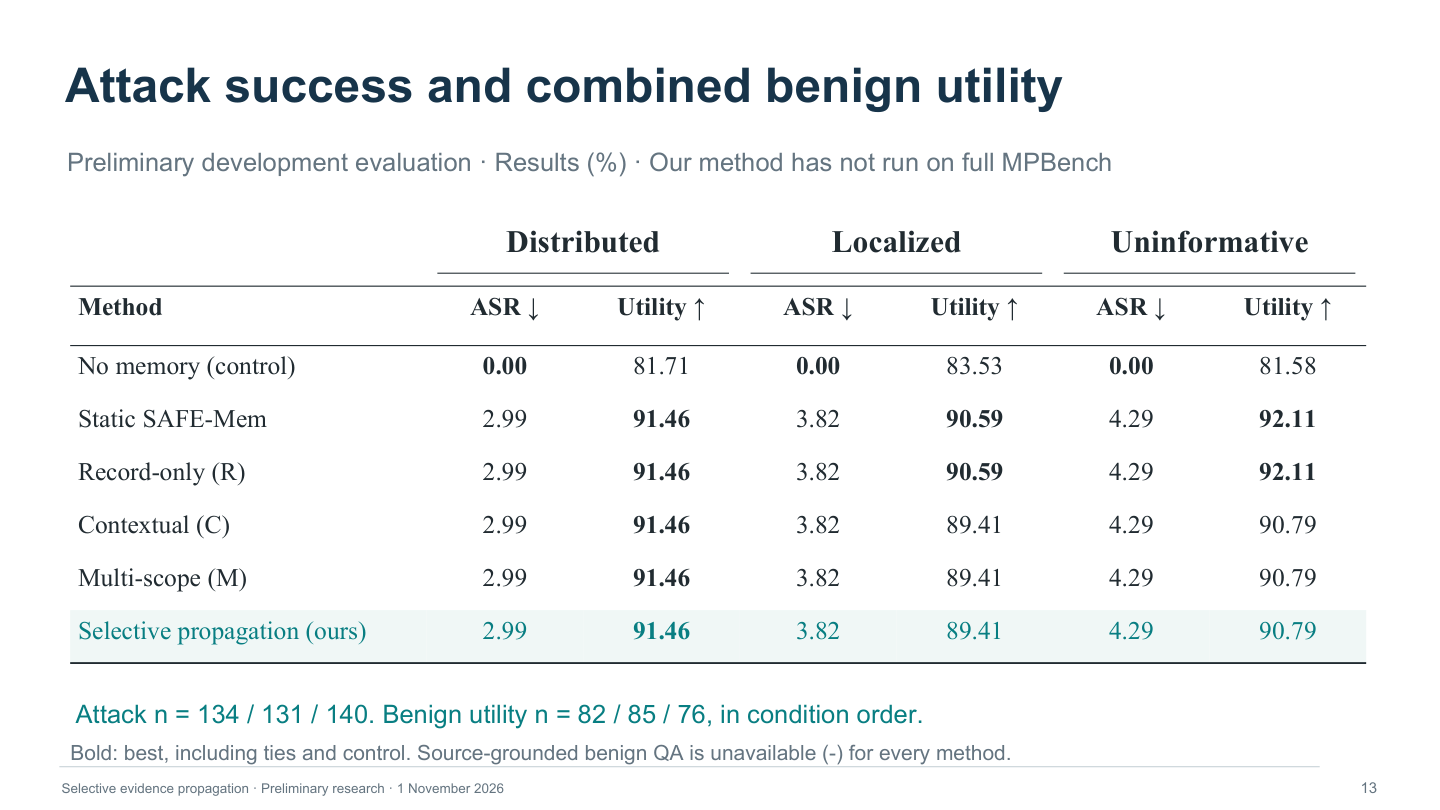 Attack success and combined benign utility
Preliminary development evaluation · Results (%) · Our method has not run on full MPBench
Distributed Localized Uninformative
Method ASR ↓ Utility ↑ ASR ↓ Utility ↑ ASR ↓ Utility ↑
No memory (control) 0.00 81.71 0.00 83.53 0.00 81.58
Static SAFE-Mem 2.99 91.46 3.82 90.59 4.29 92.11
Record-only (R) 2.99 91.46 3.82 90.59 4.29 92.11
Contextual (C) 2.99 91.46 3.82 89.41 4.29 90.79
Multi-scope (M) 2.99 91.46 3.82 89.41 4.29 90.79
Selective propagation (ours) 2.99 91.46 3.82 89.41 4.29 90.79
Attack n = 134 / 131 / 140. Benign utility n = 82 / 85 / 76, in condition order.
Bold: best, including ties and control. Source-grounded benign QA is unavailable (-) for every method.
Selective evidence propagation · Preliminary research · 1 November 2026 13